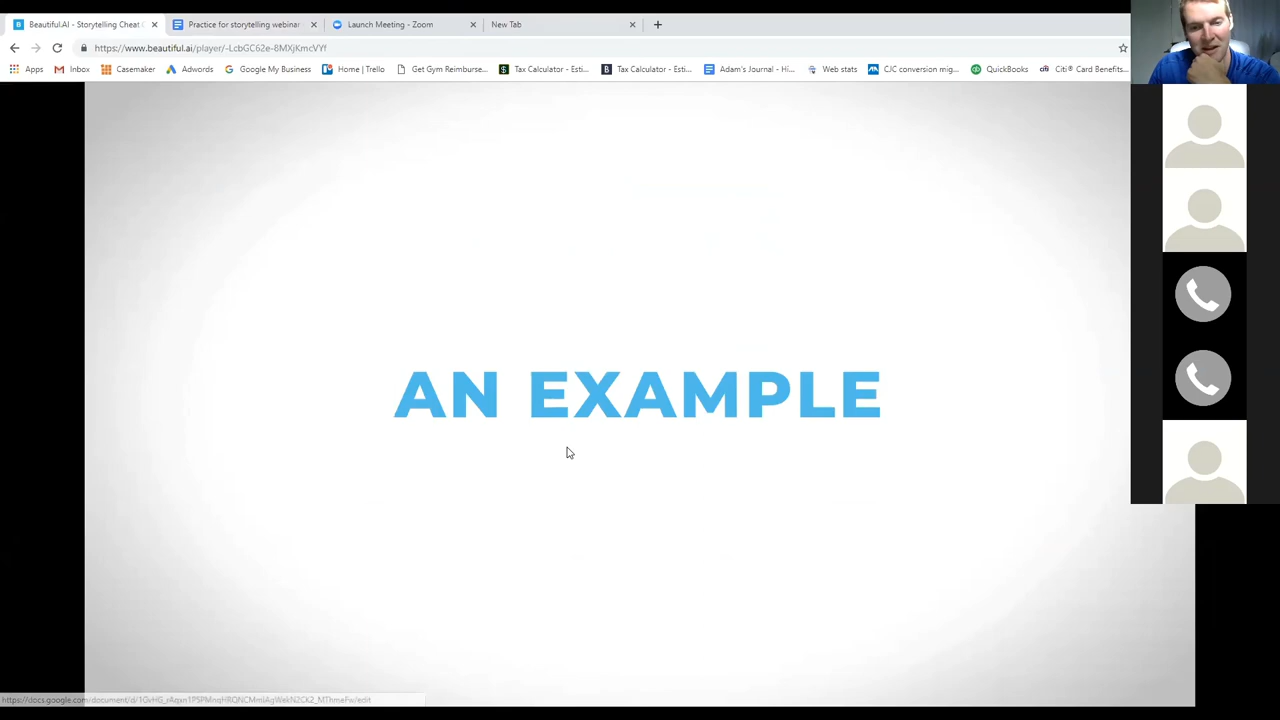 Beautiful.AI - Storytelling Cheat
Practice for storytelling webinar
Launch Meeting - Zoom
New Tab
https://www.beautiful.ai/player/-LcbGC62e-8MXjKmcVYf
Apps
Inbox
Casemaker
Adwords
Google My Business
Home | Trello
Get Gym Reimburse...
Tax Calculator - Esti...
Tax Calculator - Esti...
Adam's Journal - Hi...
Web stats
CJC conversion mig...
QuickBooks
Citi® Card Benefits...
AN EXAMPLE